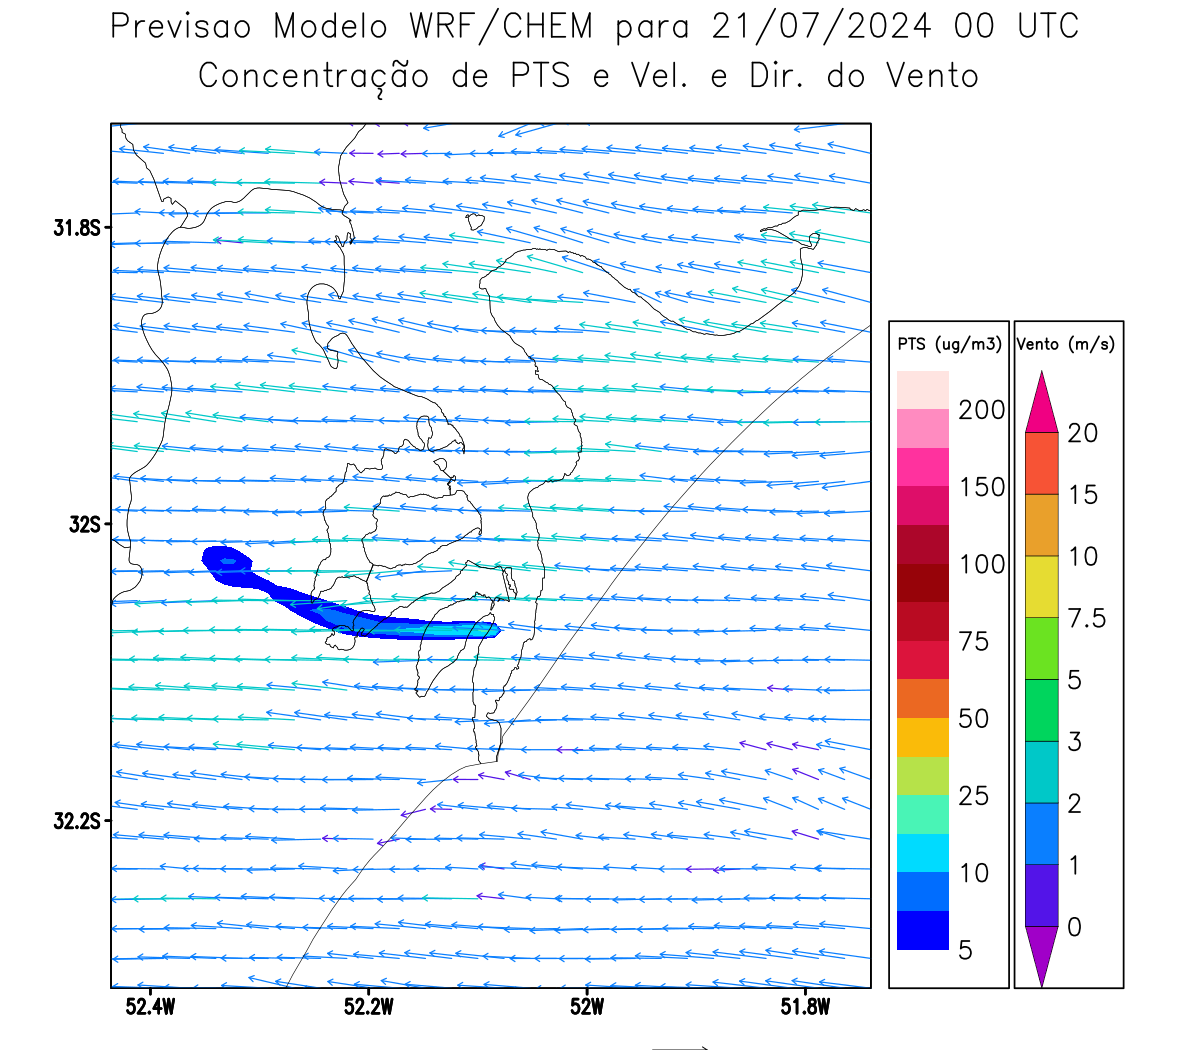 Previsao Modelo WRF/CHEM para 21/07/2024 00 UTC
Concentração de PTS e Vel. e Dir. do Vento
31.8S
32S
32.2S
52.4W
52.2W
52W
51.8W
PTS (ug/m3)
200
150
100
75
50
25
10
5
Vento (m/s)
20
15
10
7.5
5
3
2
1
0